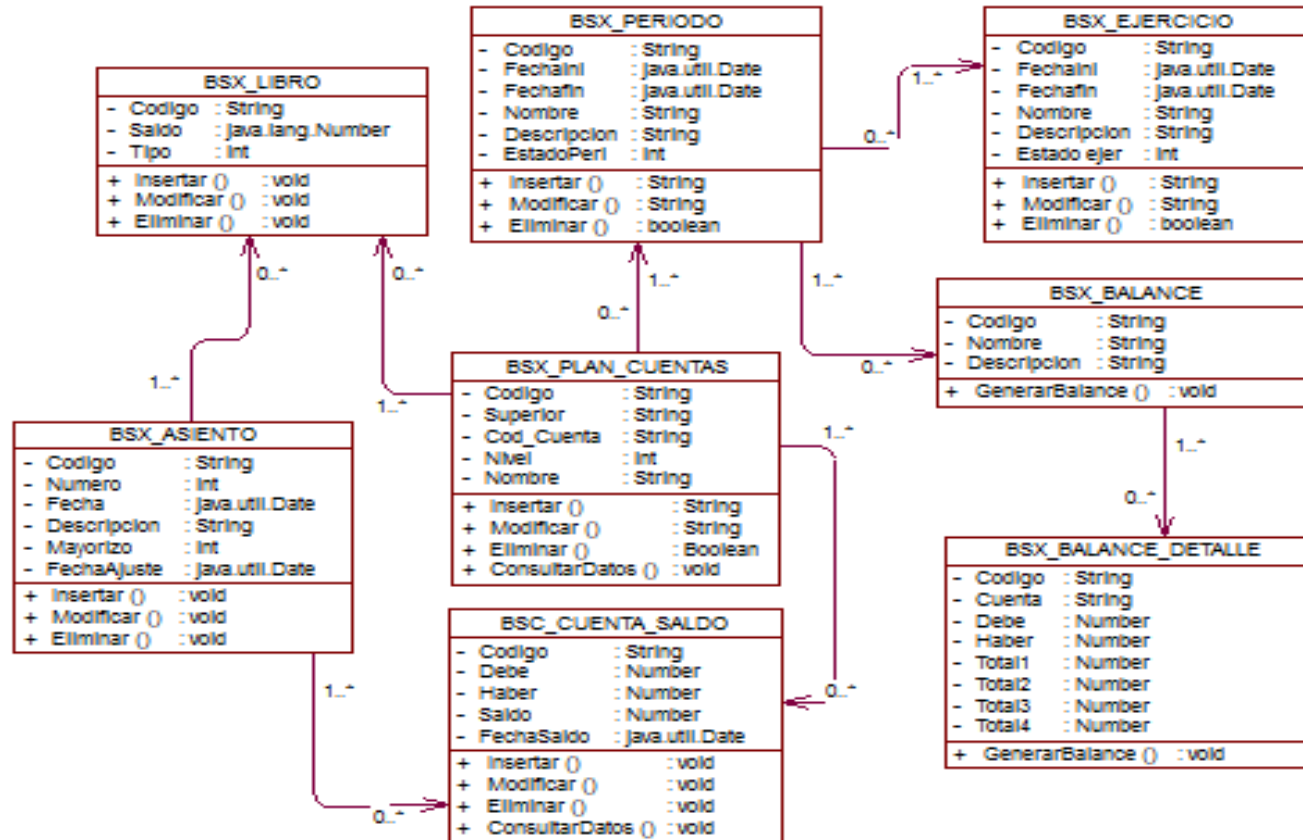 BSX_LIBRO
- Codigo : String
- Saldo : java.lang.Number
- Tipo : int
+ Insertar () : void
+ Modificar () : void
+ Eliminar () : void
BSX_PERIODO
- Codigo : String
- FechaIni : java.util.Date
- Fechafin : java.util.Date
- Nombre : String
- Descripcion : String
- EstadoPeri : int
+ Insertar () : String
+ Modificar () : String
+ Eliminar () : boolean
BSX_EJERCICIO
- Codigo : String
- FechaIni : java.util.Date
- Fechafin : java.util.Date
- Nombre : String
- Descripcion : String
- Estado ejer : int
+ Insertar () : String
+ Modificar () : String
+ Eliminar () : boolean
1..*
0..*
0..*
0..*
1..*
1..*
0..*
0..*
1..*
1..*
BSX_BALANCE
- Codigo : String
- Nombre : String
- Descripcion : String
+ GenerarBalance () : void
BSX_PLAN_CUENTAS
- Codigo : String
- Superior : String
- Cod_Cuenta : String
- Nivel : int
- Nombre : String
+ Insertar () : String
+ Modificar () : String
+ Eliminar () : Boolean
+ ConsultarDatos () : void
BSX_ASIENTO
- Codigo : String
- Numero : int
- Fecha : java.util.Date
- Descripcion : String
- Mayorizo : int
- FechaAjuste : java.util.Date
+ Insertar () : void
+ Modificar () : void
+ Eliminar () : void
1..*
1..*
0..*
BSX_BALANCE_DETALLE
- Codigo : String
- Cuenta : String
- Debe : Number
- Haber : Number
- Total1 : Number
- Total2 : Number
- Total3 : Number
- Total4 : Number
+ GenerarBalance () : void
BSC_CUENTA_SALDO
- Codigo : String
- Debe : Number
- Haber : Number
- Saldo : Number
- FechaSaldo : java.util.Date
+ Insertar () : void
+ Modificar () : void
+ Eliminar () : void
+ ConsultarDatos () : void
1..*
0..*
0..*